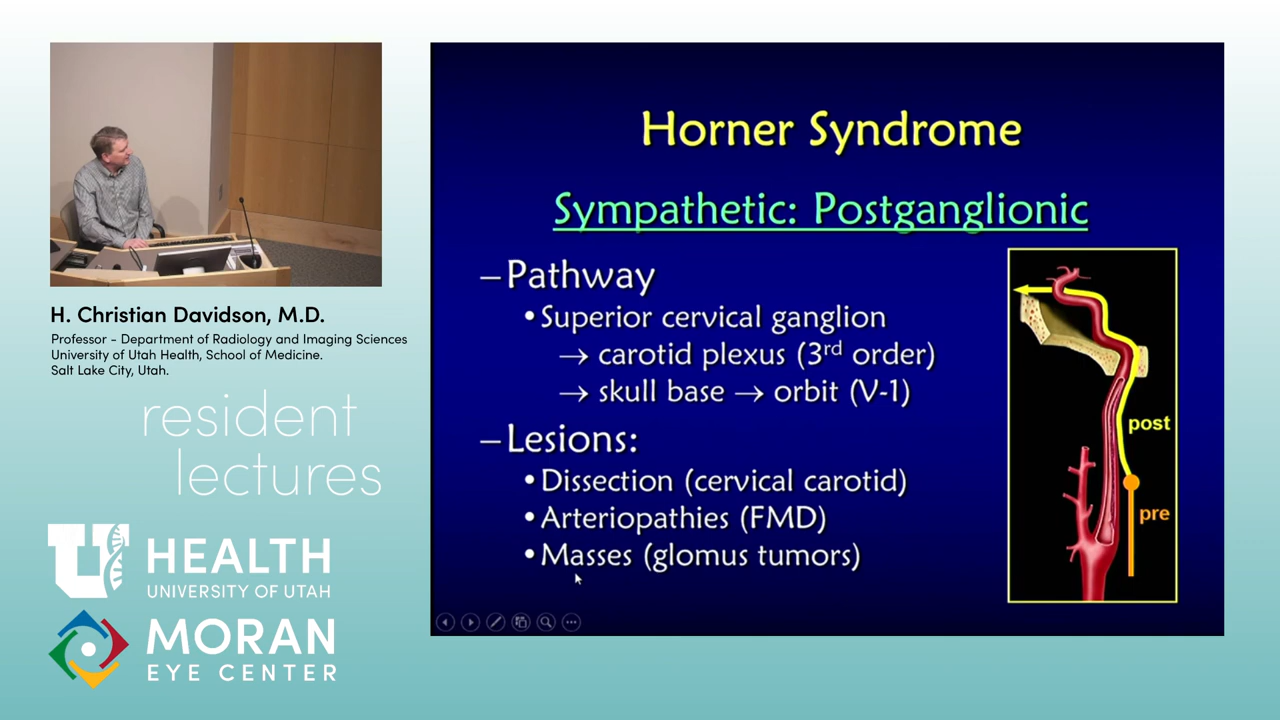 H. Christian Davidson, M.D.
Professor – Department of Radiology and Imaging Sciences
University of Utah Health, School of Medicine.
Salt Lake City, Utah.
resident
lectures
U HEALTH
UNIVERSITY OF UTAH
MORAN
EYE CENTER
Horner Syndrome
Sympathetic: Postganglionic
– Pathway
• Superior cervical ganglion
→ carotid plexus (3rd order)
→ skull base → orbit (V-1)
– Lesions:
• Dissection (cervical carotid)
• Arteriopathies (FMD)
• Masses (glomus tumors)
post
pre